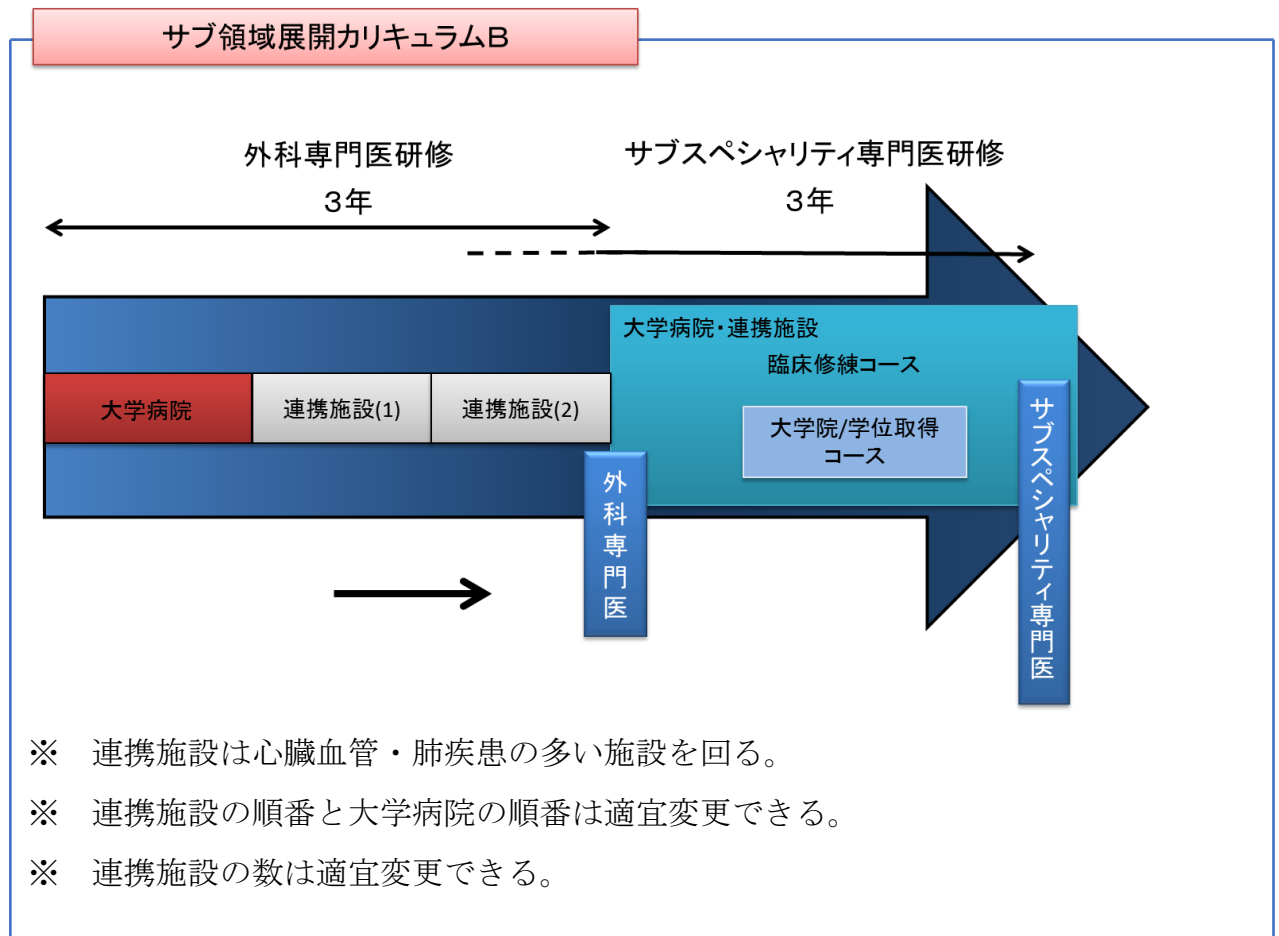 サブ領域展開カリキュラムB
外科専門医研修
3年
サブスペシャリティ専門医研修
3年
大学病院・連携施設
臨床修練コース
大学病院
連携施設(1)
連携施設(2)
大学院/学位取得
コース
外科専門医
サブスペシャリティ専門医
※ 連携施設は心臓血管・肺疾患の多い施設を回る。
※ 連携施設の順番と大学病院の順番は適宜変更できる。
※ 連携施設の数は適宜変更できる。